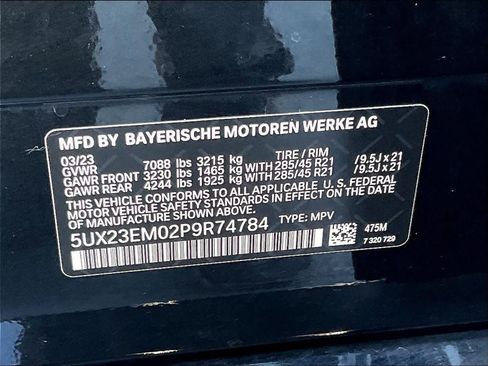 MFD BY BAYERISCHE MOTOREN WERKE AG
03/23 TIRE / RIM
GVWR 7088 lbs 3215 kg
GAWR FRONT 3230 lbs 1465 kg WITH 285/45 R21 /9.5J x 21
GAWR REAR 4244 lbs 1925 kg WITH 285/45 R21 /9.5J x 21
THIS VEHICLE CONFORMS TO ALL APPLICABLE U.S. FEDERAL
MOTOR VEHICLE SAFETY STANDARDS IN EFFECT
ON THE DATE OF MANUFACTURE SHOWN ABOVE.
5UX23EM02P9R74784 TYPE: MPV
475M
7 320 729